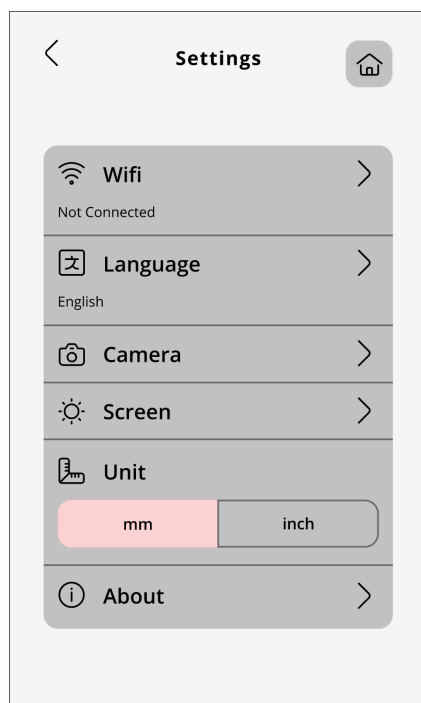 Settings
Wifi
Not Connected
Language
English
Camera
Screen
Unit
mm inch
About